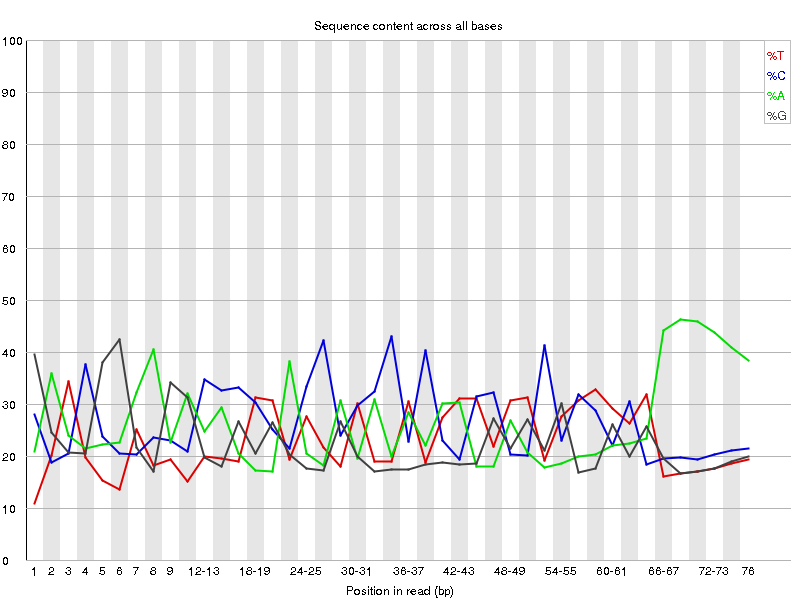 Sequence content across all bases
100
90
80
70
60
50
40
30
20
10
0
%T
%C
%A
%G
1 2 3 4 5 6 7 8 9 12-13 18-19 24-25 30-31 36-37 42-43 48-49 54-55 60-61 66-67 72-73 76
Position in read (bp)